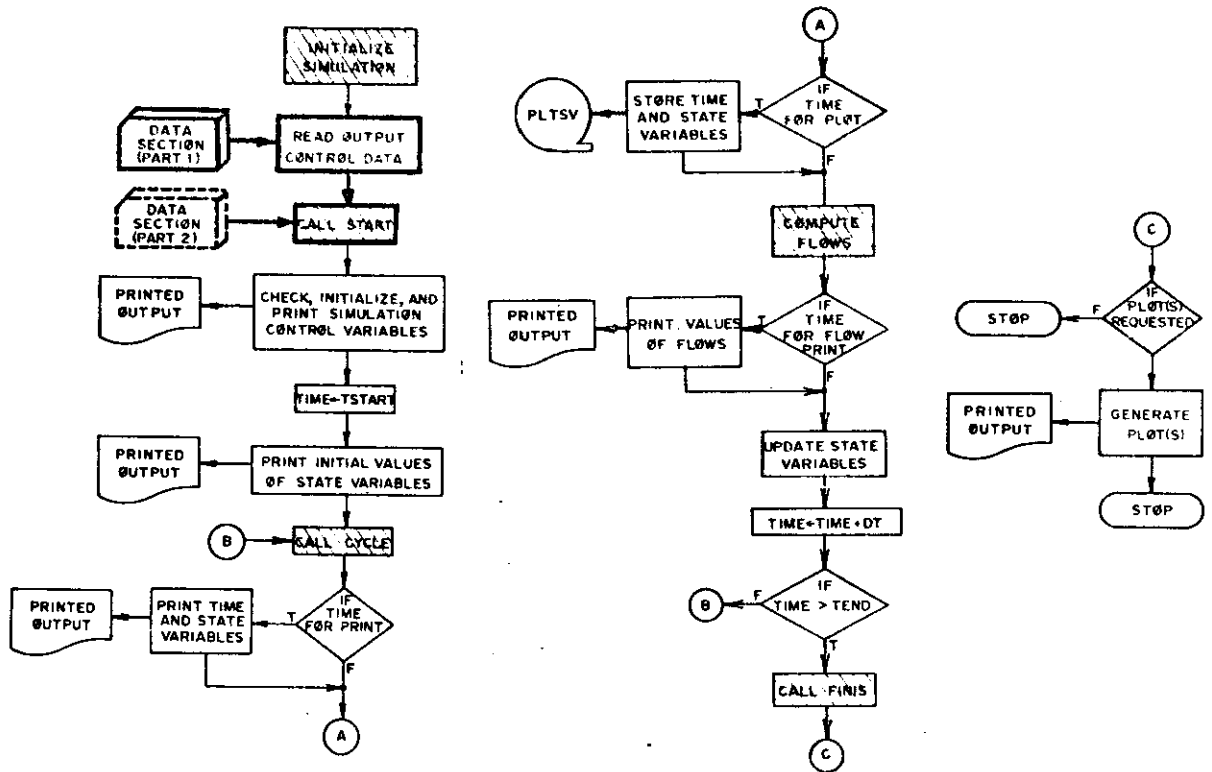 INITIALIZE
SIMULATION
DATA
SECTION
(PART 1)
READ ØUTPUT
CØNTRØL DATA
DATA
SECTIØN
(PART 2)
CALL START
PRINTED
ØUTPUT
CHECK, INITIALIZE, AND
PRINT SIMULATIØN
CØNTRØL VARIABLES
TIME←TSTART
PRINTED
ØUTPUT
PRINT INITIAL VALUES
ØF STATE VARIABLES
B
CALL CYCLE
PRINTED
ØUTPUT
PRINT TIME
AND STATE
VARIABLES
T
IF
TIME
FØR PRINT
F
A
A
PLTSV
STØRE TIME
AND STATE
VARIABLES
T
IF
TIME
FØR PLØT
F
CØMPUTE
FLØWS
PRINTED
ØUTPUT
PRINT VALUES
ØF FLØWS
T
IF
TIME
FØR FLØW
PRINT
F
UPDATE STATE
VARIABLES
TIME←TIME+DT
B
F
IF
TIME > TEND
T
CALL FINIS
C
C
STØP
F
IF
PLØT(S)
REQUESTED
PRINTED
ØUTPUT
GENERATE
PLØT(S)
STØP